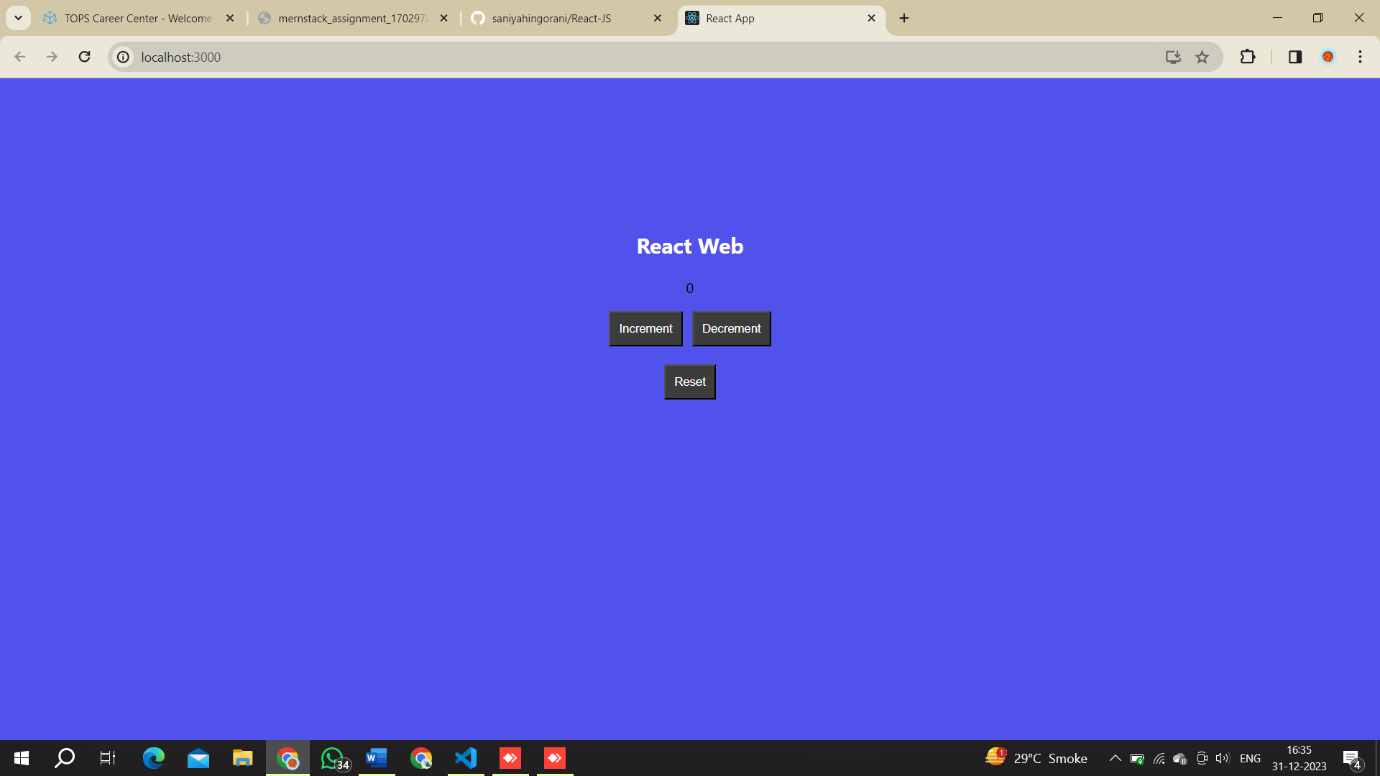 TOPS Career Center - Welcome
mernstack_assignment_170297
saniyahingorani/React-JS
React App
localhost:3000
React Web
0
Increment
Decrement
Reset
34
1
29°C Smoke
ENG
16:35
31-12-2023
4